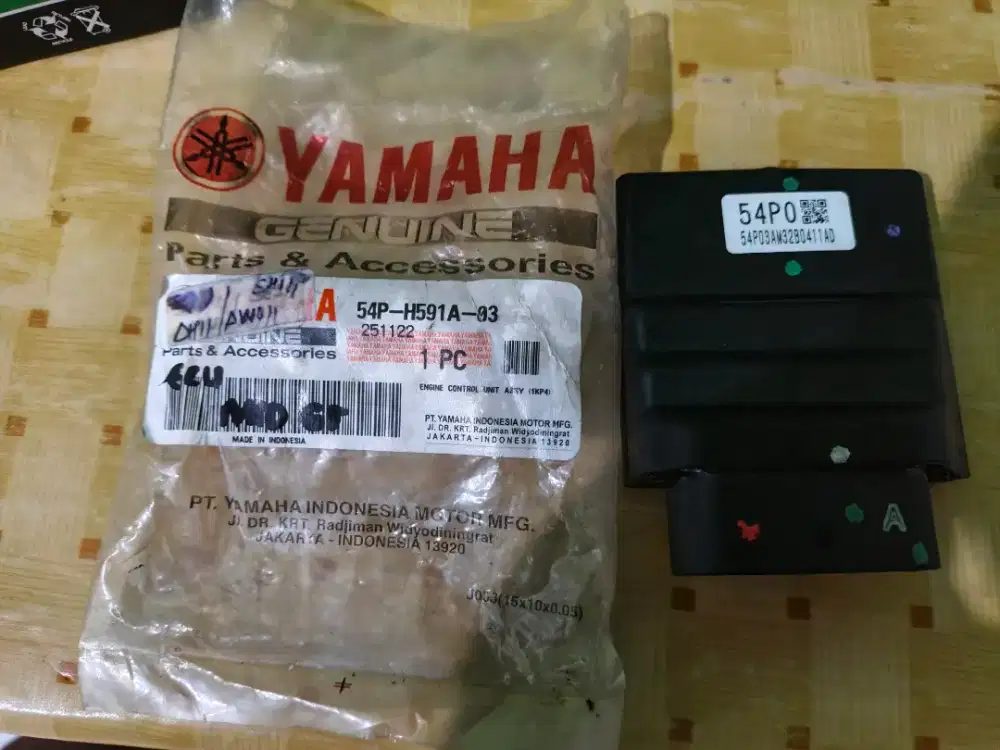 YAMAHA
GENUINE
Parts & Accessories
A 54P-H591A-03
251122
1 PC
Parts & Accessories
ECU
ENGINE CONTROL UNIT ASSY (1KP4)
MADE IN INDONESIA
PT. YAMAHA INDONESIA MOTOR MFG.
Jl. DR. KRT. Radjiman Widyodiningrat
JAKARTA - INDONESIA 13920
PT. YAMAHA INDONESIA MOTOR MFG.
Jl. DR. KRT. Radjiman Widyodiningrat
JAKARTA - INDONESIA 13920
54P0
54P03AM32B0411AD
A